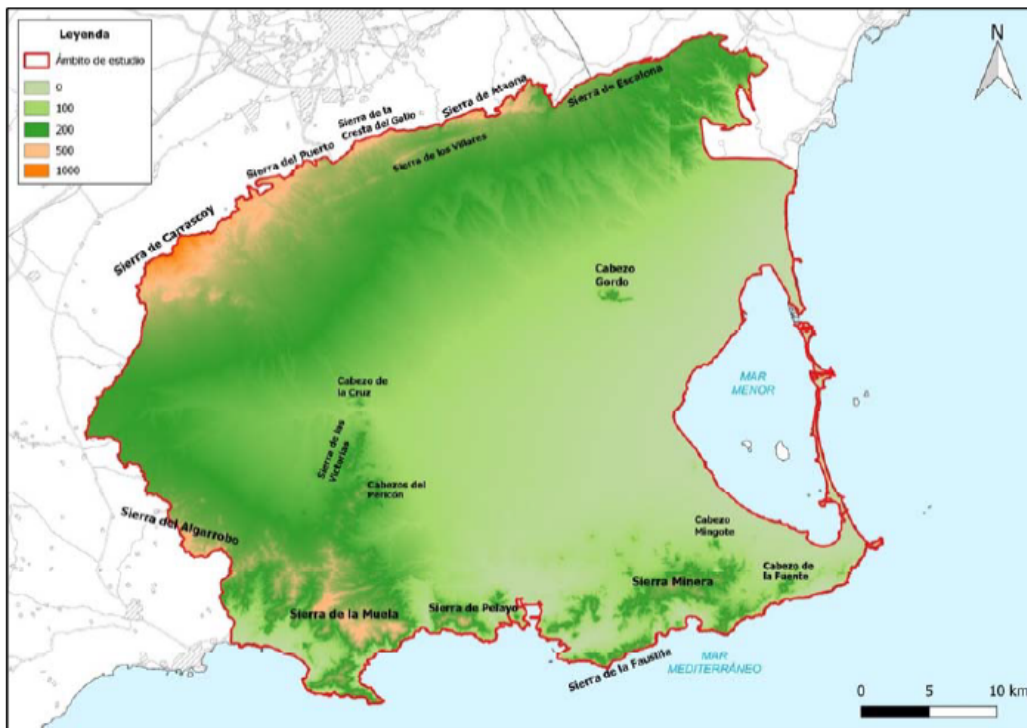 Leyenda
Ámbito de estudio
0
100
200
500
1000
N
Sierra de Escalona
Sierra de Altaona
Sierra de la
Cresta del Gallo
Sierra de los Villares
Sierra del Puerto
Sierra de Carrascoy
Cabezo
Gordo
MAR
MENOR
Cabezo de
la Cruz
Sierra de las
Victorias
Cabezos del
Pericón
Sierra del Algarrobo
Cabezo
Mingote
Cabezo de
la Fuente
Sierra Minera
Sierra de la Muela
Sierra de Pelayo
Sierra de la Fausilla
MAR
MEDITERRÁNEO
0 5 10 km